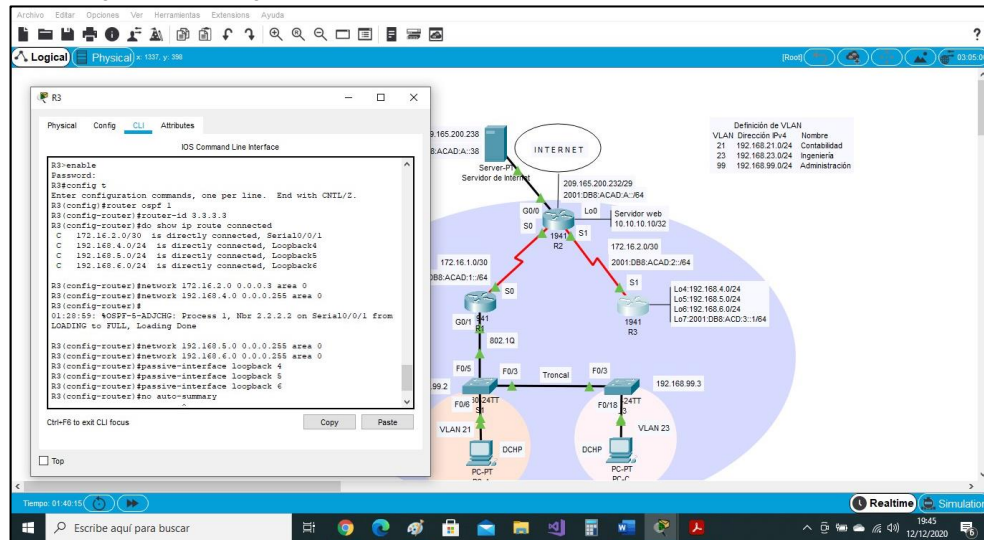 Archivo Editar Opciones Ver Herramientas Extensions Ayuda
?
Logical Physical x: 1337, y: 398 [Root] 03:05:0
R3
Physical Config CLI Attributes
IOS Command Line Interface
R3>enable
Password:
R3#config t
Enter configuration commands, one per line. End with CNTL/Z.
R3(config)#router ospf 1
R3(config-router)#router-id 3.3.3.3
R3(config-router)#do show ip route connected
C 172.16.2.0/30 is directly connected, Serial0/0/1
C 192.168.4.0/24 is directly connected, Loopback4
C 192.168.5.0/24 is directly connected, Loopback5
C 192.168.6.0/24 is directly connected, Loopback6
R3(config-router)#network 172.16.2.0 0.0.0.3 area 0
R3(config-router)#network 192.168.4.0 0.0.0.255 area 0
R3(config-router)#
01:28:59: %OSPF-5-ADJCHG: Process 1, Nbr 2.2.2.2 on Serial0/0/1 from
LOADING to FULL, Loading Done
R3(config-router)#network 192.168.5.0 0.0.0.255 area 0
R3(config-router)#network 192.168.6.0 0.0.0.255 area 0
R3(config-router)#passive-interface loopback 4
R3(config-router)#passive-interface loopback 5
R3(config-router)#passive-interface loopback 6
R3(config-router)#no auto-summary
^
Ctrl+F6 to exit CLI focus
Copy Paste
Top
9.165.200.238
B:ACAD:A::38
Server-PT
Servidor de Internet
INTERNET
209.165.200.232/29
2001:DB8:ACAD:A::/64
Definición de VLAN
VLAN Dirección IPv4 Nombre
21 192.168.21.0/24 Contabilidad
23 192.168.23.0/24 Ingeniería
99 192.168.99.0/24 Administración
G0/0 Lo0
Servidor web
10.10.10.10/32
S0 1941 S1
R2
172.16.1.0/30
DB8:ACAD:1::/64
172.16.2.0/30
2001:DB8:ACAD:2::/64
S0
S1
Lo4:192.168.4.0/24
Lo5:192.168.5.0/24
Lo6:192.168.6.0/24
Lo7:2001:DB8:ACD:3::1/64
G0/1
1941
R3
802.1Q
F0/5 F0/3 Troncal F0/3
.99.2 192.168.99.3
F0/6 F0/18
VLAN 21 VLAN 23
DCHP DCHP
PC-PT PC-PT
Tiempo: 01:40:15
Realtime Simulation
Escribe aquí para buscar
19:45
12/12/2020
6